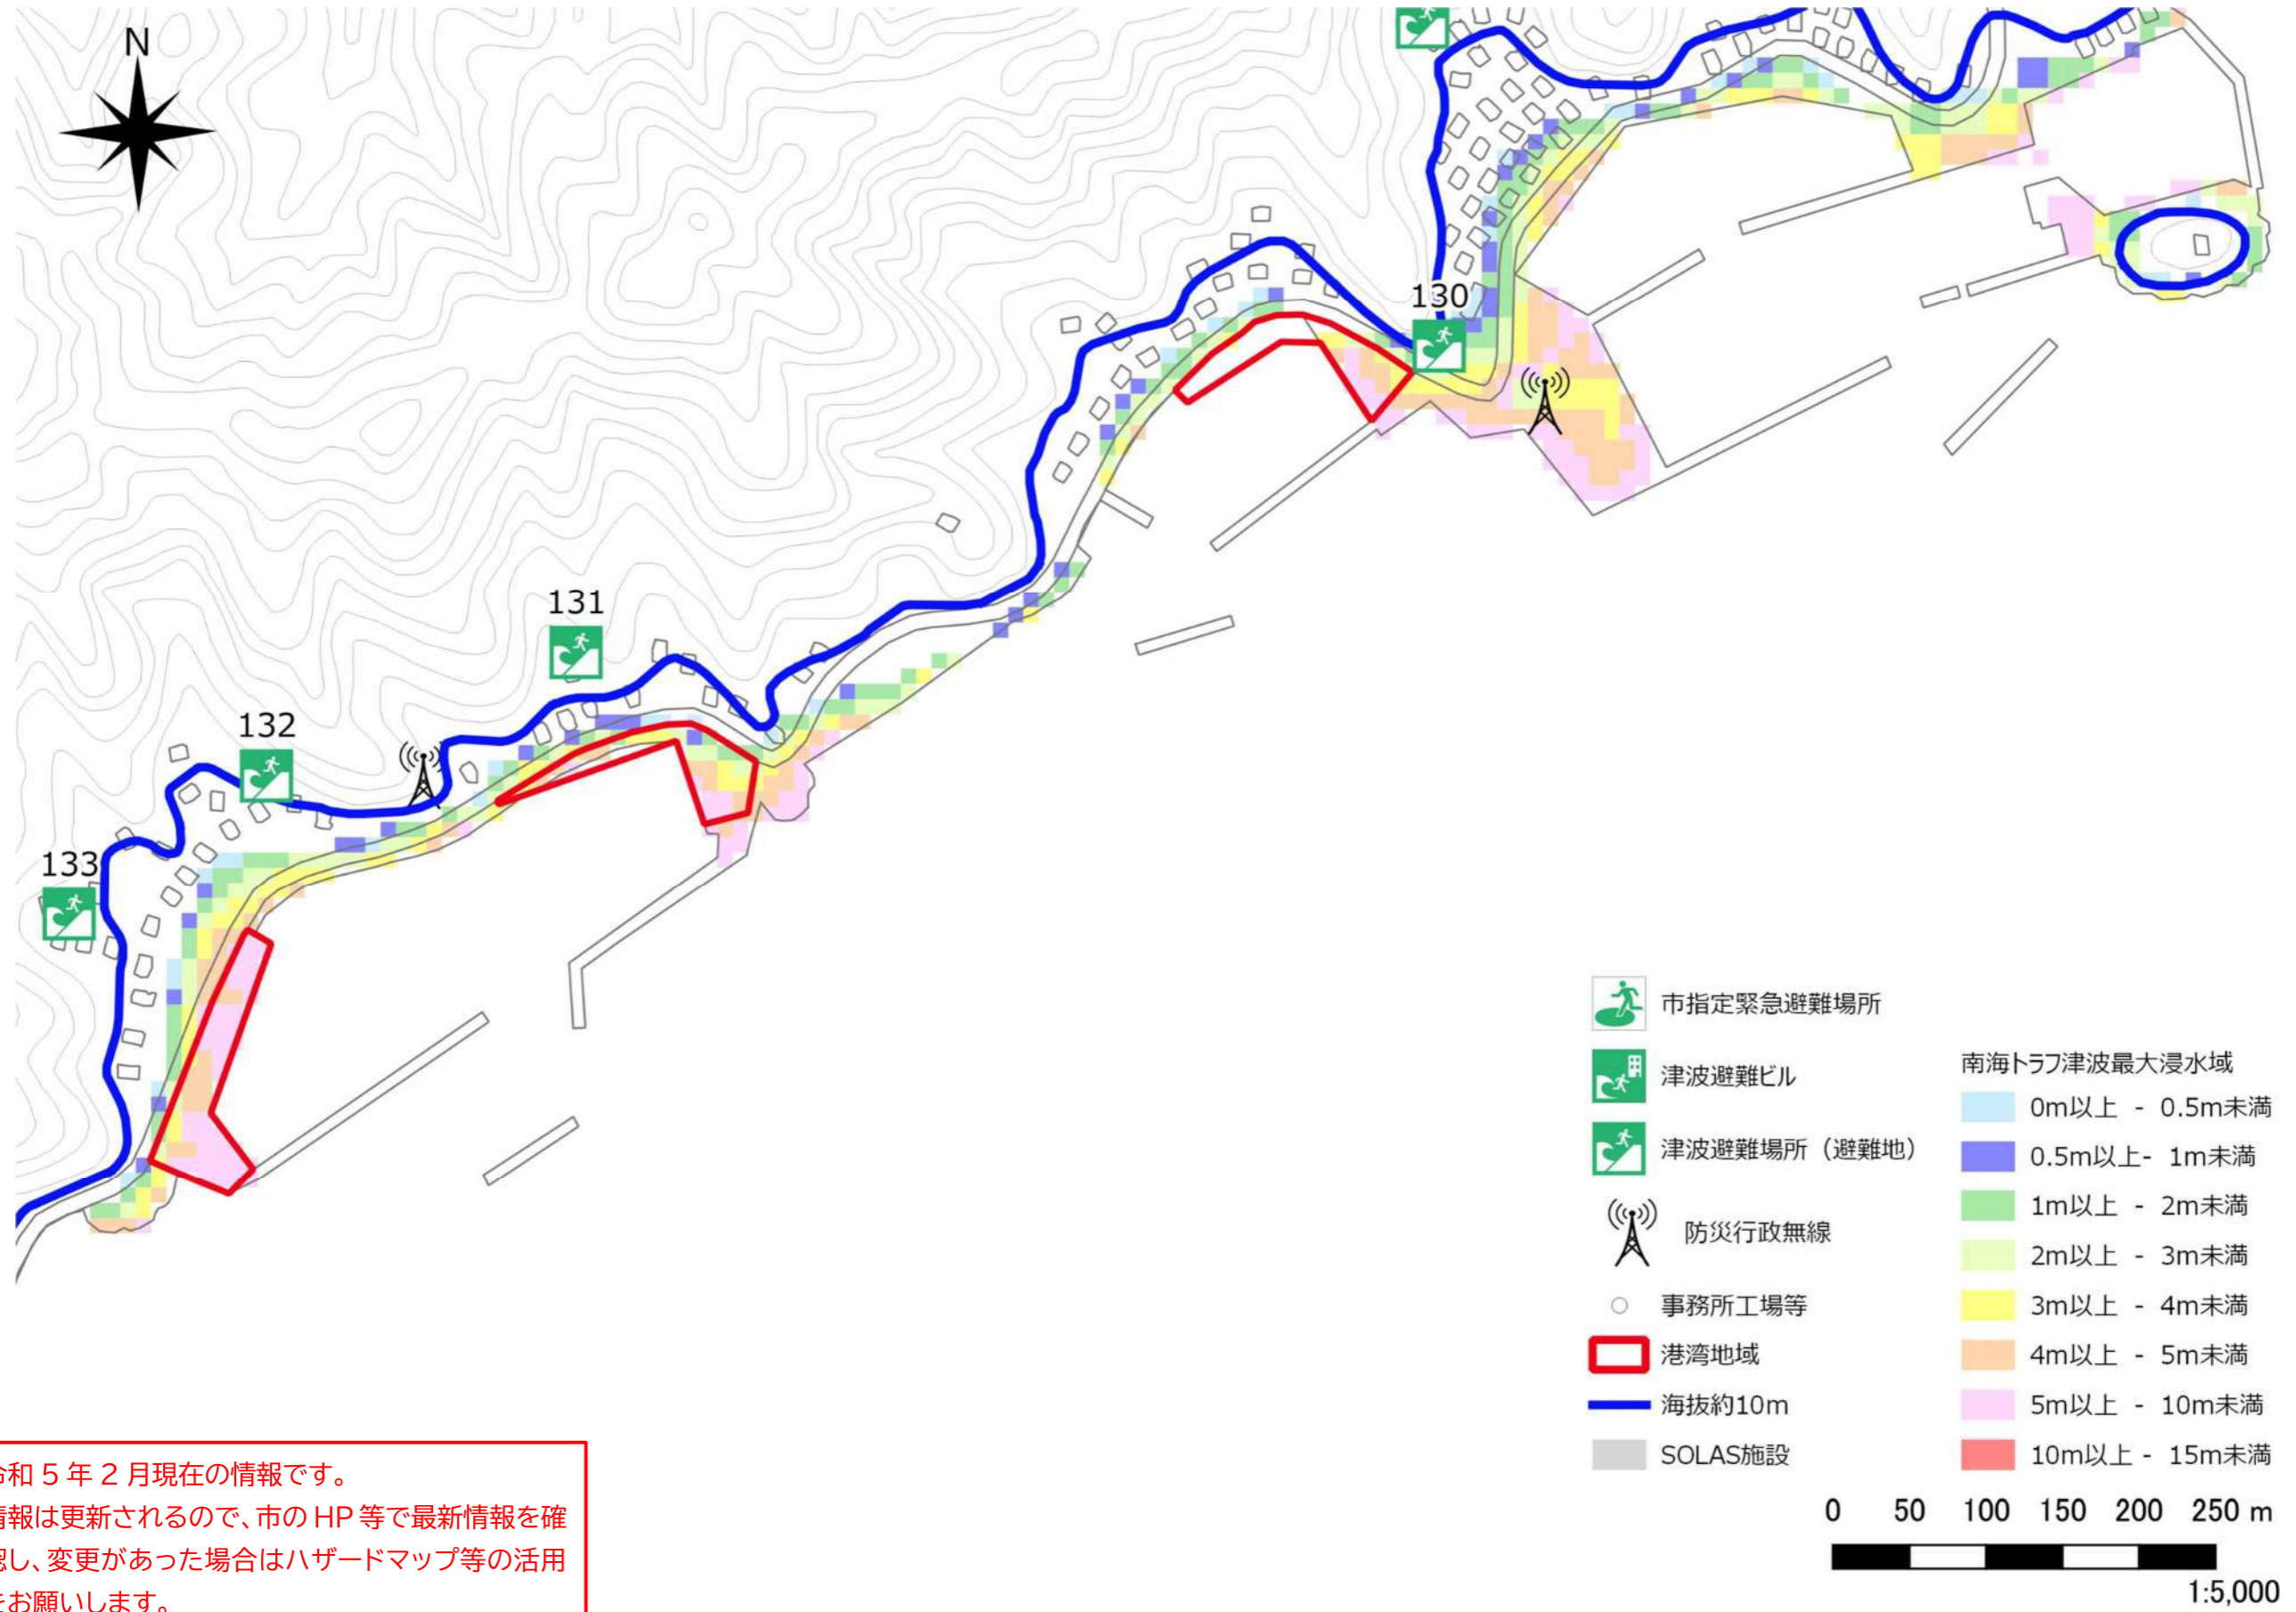 N
130
131
132
133
市指定緊急避難場所
津波避難ビル
津波避難場所（避難地）
防災行政無線
事務所工場等
港湾地域
海抜約10m
SOLAS施設
南海トラフ津波最大浸水域
0m以上 - 0.5m未満
0.5m以上- 1m未満
1m以上 - 2m未満
2m以上 - 3m未満
3m以上 - 4m未満
4m以上 - 5m未満
5m以上 - 10m未満
10m以上 - 15m未満
0 50 100 150 200 250 m
1:5,000
令和 5 年 2 月現在の情報です。
情報は更新されるので、市の HP 等で最新情報を確
認し、変更があった場合はハザードマップ等の活用
をお願いします。